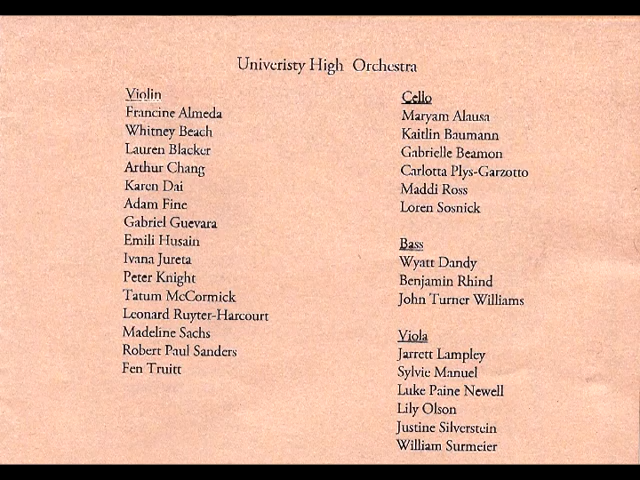 Univeristy High Orchestra
Violin
Francine Almeda
Whitney Beach
Lauren Blacker
Arthur Chang
Karen Dai
Adam Fine
Gabriel Guevara
Emili Husain
Ivana Jureta
Peter Knight
Tatum McCormick
Leonard Ruyter-Harcourt
Madeline Sachs
Robert Paul Sanders
Fen Truitt
Cello
Maryam Alausa
Kaitlin Baumann
Gabrielle Beamon
Carlotta Plys-Garzotto
Maddi Ross
Loren Sosnick
Bass
Wyatt Dandy
Benjamin Rhind
John Turner Williams
Viola
Jarrett Lampley
Sylvie Manuel
Luke Paine Newell
Lily Olson
Justine Silverstein
William Surmeier